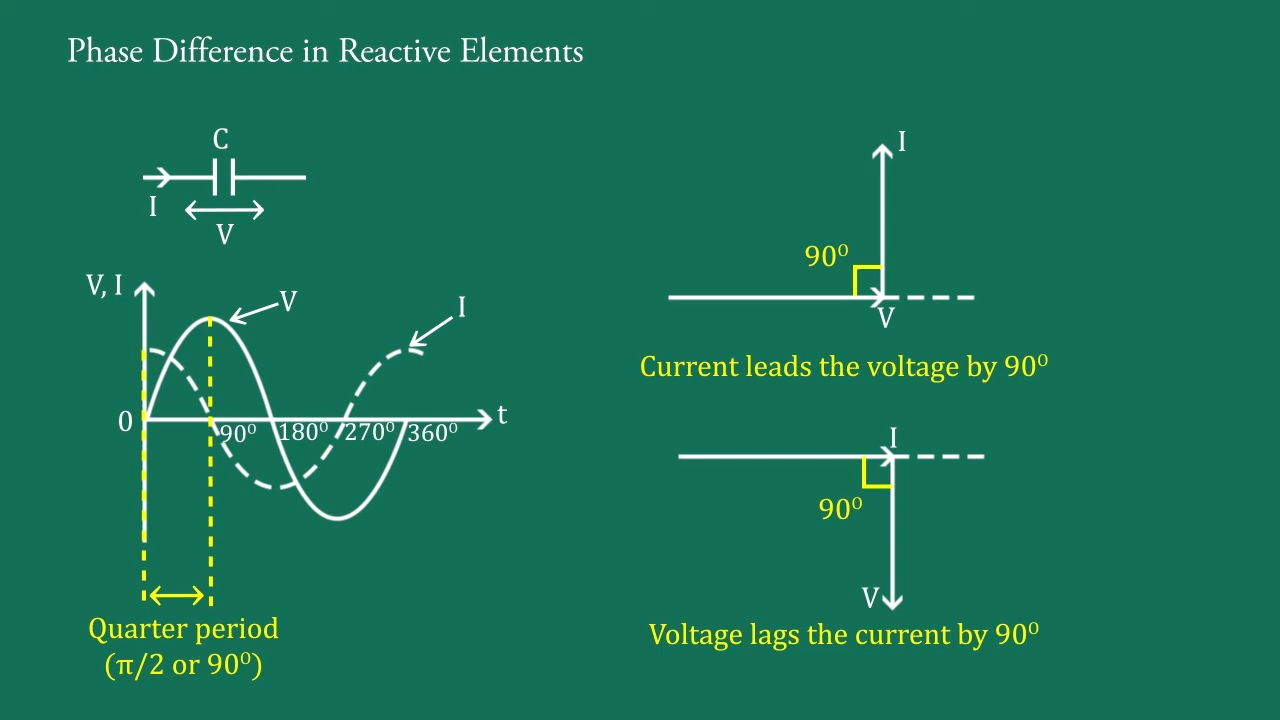 Phase Difference in Reactive Elements
C
I
V
V, I
V
I
0
90⁰ 180⁰ 270⁰ 360⁰
t
Quarter period
(π/2 or 90⁰)
I
90⁰
V
Current leads the voltage by 90⁰
I
90⁰
V
Voltage lags the current by 90⁰